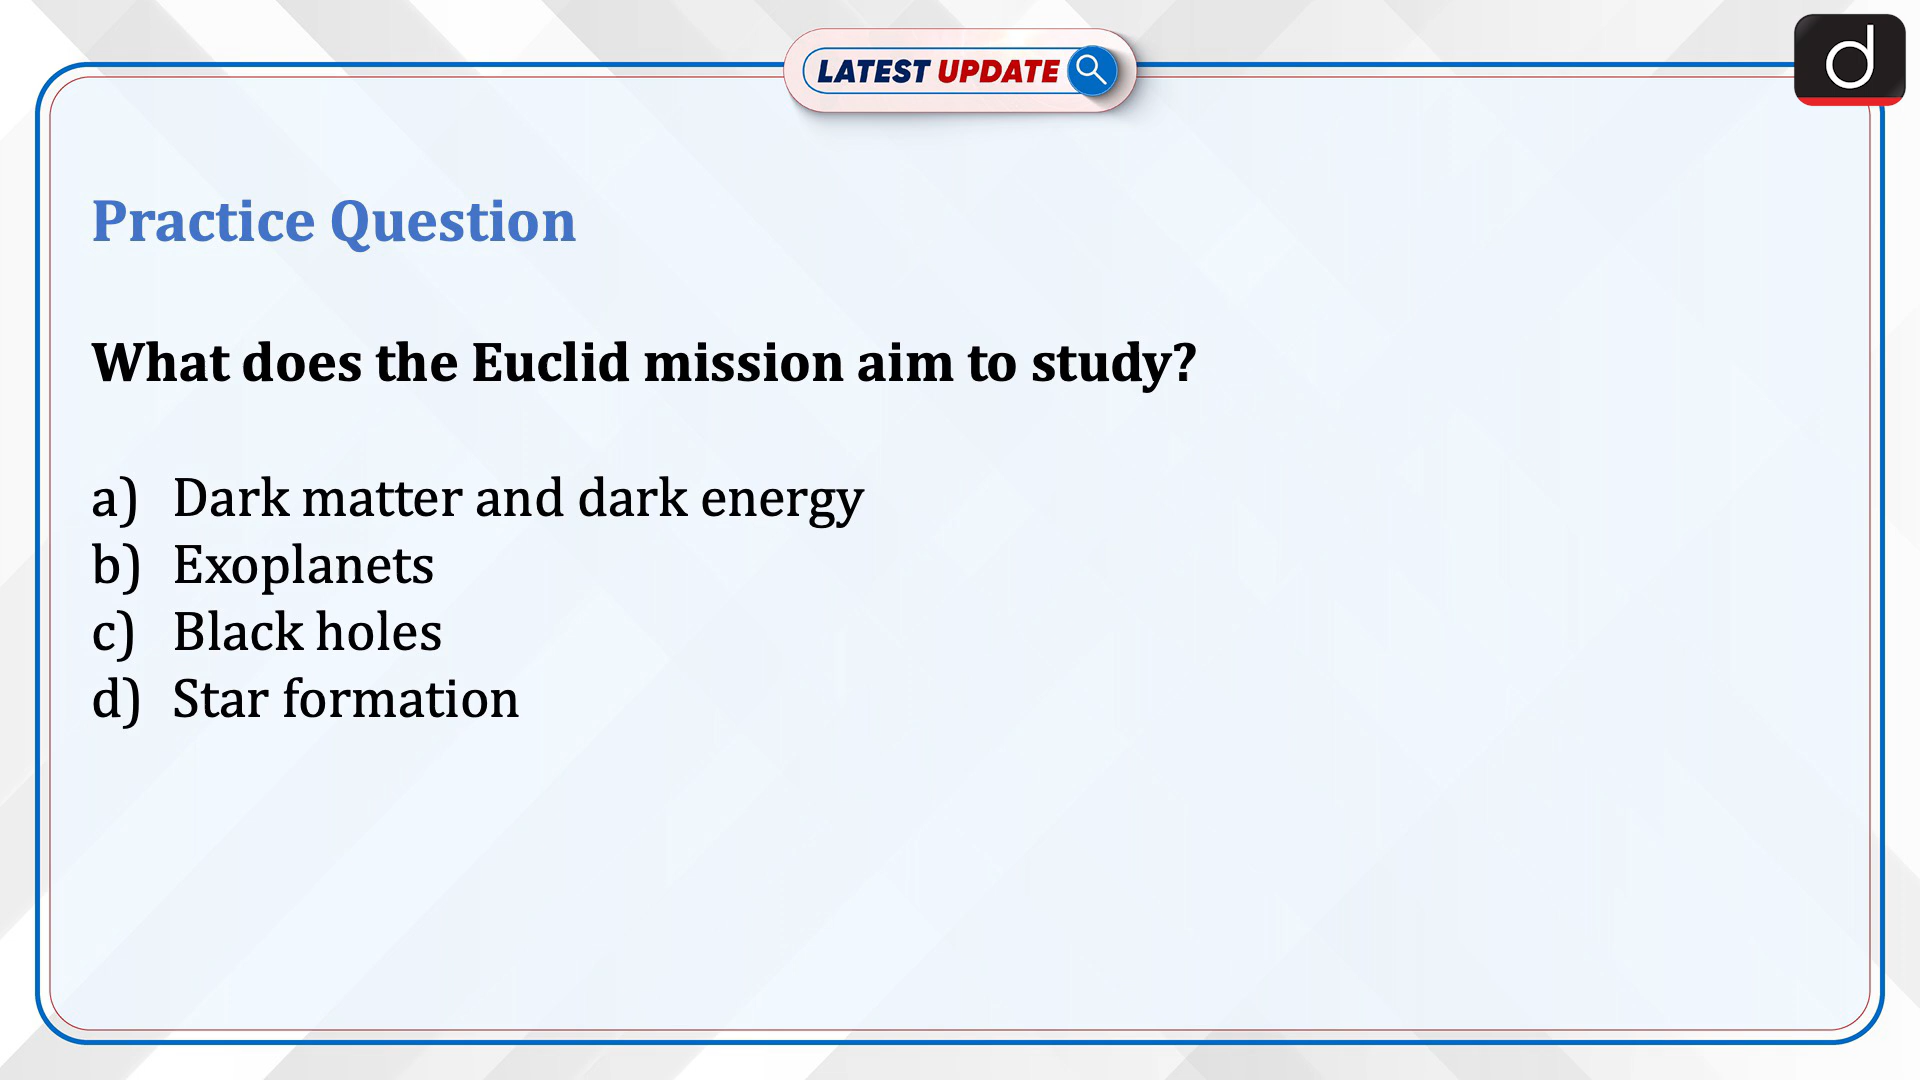 LATEST UPDATE
d
Practice Question
What does the Euclid mission aim to study?
a) Dark matter and dark energy
b) Exoplanets
c) Black holes
d) Star formation